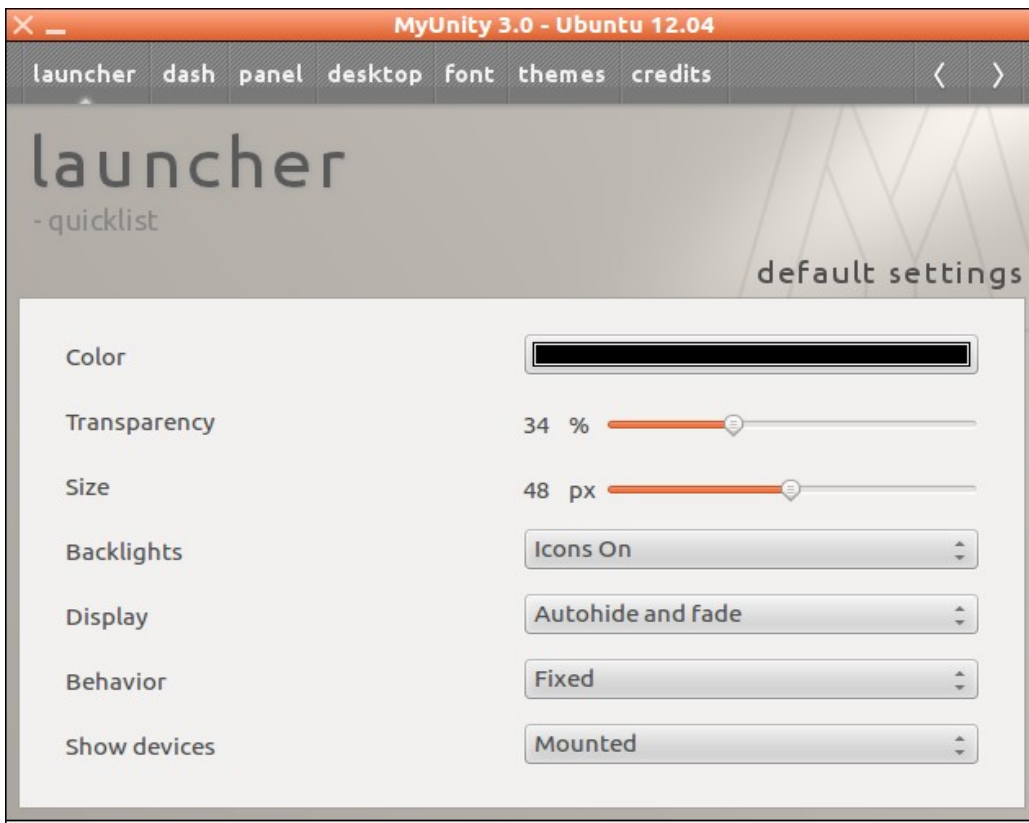 MyUnity 3.0 - Ubuntu 12.04
launcher dash panel desktop font themes credits
launcher
- quicklist
default settings
Color
Transparency 34 %
Size 48 px
Backlights Icons On
Display Autohide and fade
Behavior Fixed
Show devices Mounted